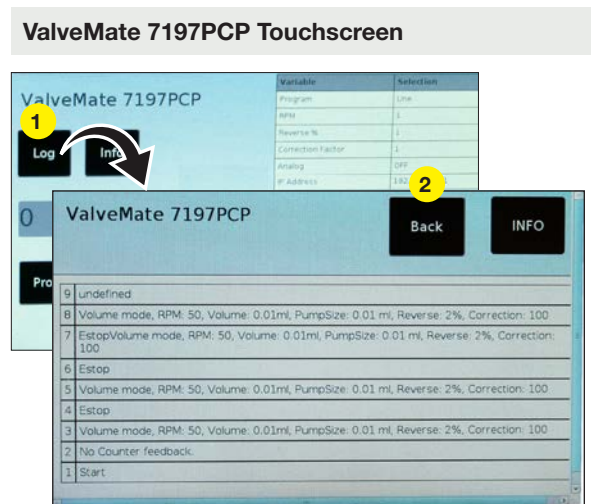 ValveMate 7197PCP Touchscreen
ValveMate 7197PCP
1
Log
Info
Variable Selection
Program Line
RPM 1
Reverse % 1
Correction Factor 1
Analog OFF
IP Address
0
Pro
2
ValveMate 7197PCP
Back
INFO
9 undefined
8 Volume mode, RPM: 50, Volume: 0.01ml, PumpSize: 0.01 ml, Reverse: 2%, Correction: 100
7 EstopVolume mode, RPM: 50, Volume: 0.01ml, PumpSize: 0.01 ml, Reverse: 2%, Correction:
100
6 Estop
5 Volume mode, RPM: 50, Volume: 0.01ml, PumpSize: 0.01 ml, Reverse: 2%, Correction: 100
4 Estop
3 Volume mode, RPM: 50, Volume: 0.01ml, PumpSize: 0.01 ml, Reverse: 2%, Correction: 100
2 No Counter feedback.
1 Start